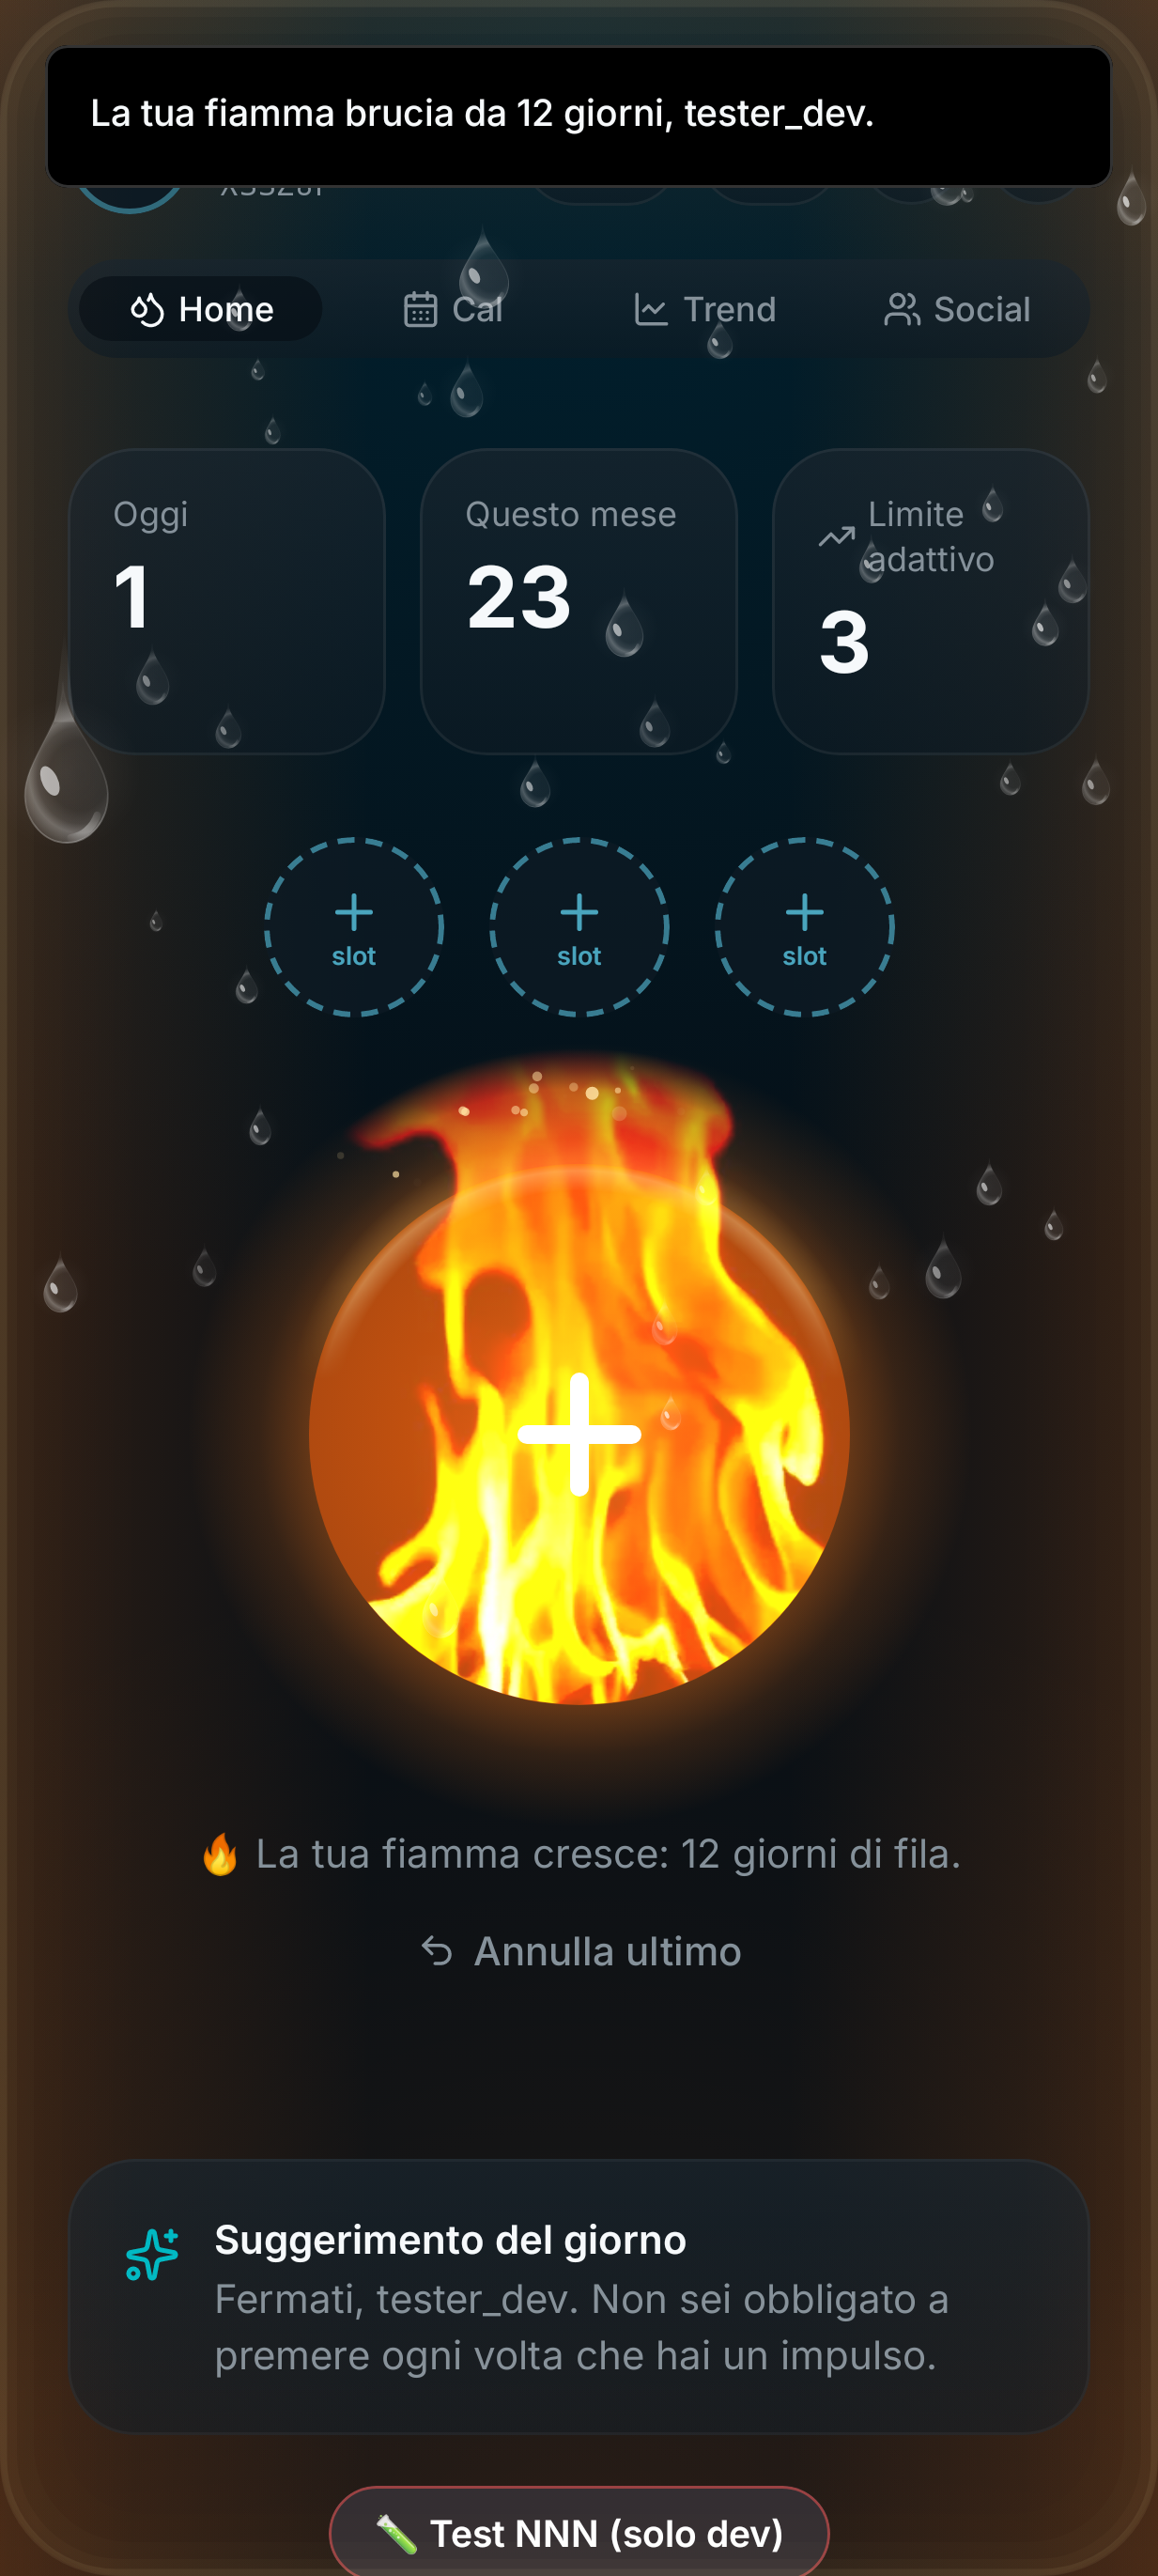 La tua fiamma brucia da 12 giorni, tester_dev.
Home
Cal
Trend
Social
Oggi
1
Questo mese
23
Limite
adattivo
3
slot
slot
slot
La tua fiamma cresce: 12 giorni di fila.
Annulla ultimo
Suggerimento del giorno
Fermati, tester_dev. Non sei obbligato a
premere ogni volta che hai un impulso.
Test NNN (solo dev)